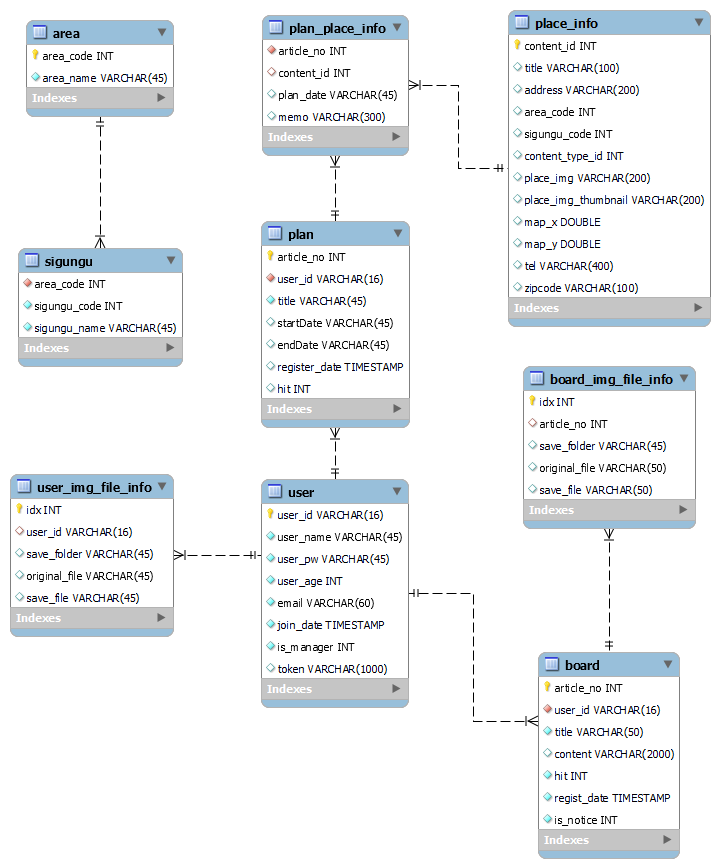 area
area_code INT
area_name VARCHAR(45)
Indexes
plan_place_info
article_no INT
content_id INT
plan_date VARCHAR(45)
memo VARCHAR(300)
Indexes
place_info
content_id INT
title VARCHAR(100)
address VARCHAR(200)
area_code INT
sigungu_code INT
content_type_id INT
place_img VARCHAR(200)
place_img_thumbnail VARCHAR(200)
map_x DOUBLE
map_y DOUBLE
tel VARCHAR(400)
zipcode VARCHAR(100)
Indexes
sigungu
area_code INT
sigungu_code INT
sigungu_name VARCHAR(45)
Indexes
plan
article_no INT
user_id VARCHAR(16)
title VARCHAR(45)
startDate VARCHAR(45)
endDate VARCHAR(45)
register_date TIMESTAMP
hit INT
Indexes
board_img_file_info
idx INT
article_no INT
save_folder VARCHAR(45)
original_file VARCHAR(50)
save_file VARCHAR(50)
Indexes
user_img_file_info
idx INT
user_id VARCHAR(16)
save_folder VARCHAR(45)
original_file VARCHAR(45)
save_file VARCHAR(45)
Indexes
user
user_id VARCHAR(16)
user_name VARCHAR(45)
user_pw VARCHAR(45)
user_age INT
email VARCHAR(60)
join_date TIMESTAMP
is_manager INT
token VARCHAR(1000)
Indexes
board
article_no INT
user_id VARCHAR(16)
title VARCHAR(50)
content VARCHAR(2000)
hit INT
regist_date TIMESTAMP
is_notice INT
Indexes